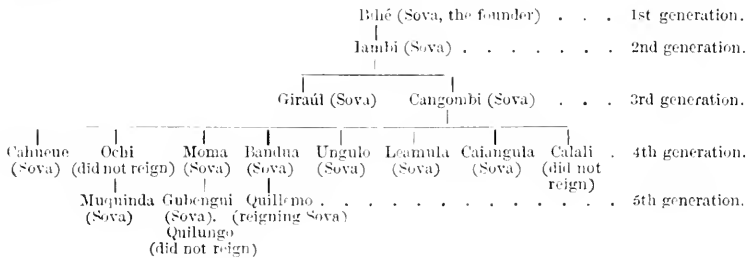 Bihé (Sova, the founder) . . . 1st generation.
Iambi (Sova) . . . . . . 2nd generation.
Giraúl (Sova) Cangombi (Sova) . . . 3rd generation.
Cahueue Ochi Moma Bandua Ungulo Leamula Caiangula Calali . 4th generation.
(Sova) (did not reign) (Sova) (Sova) (Sova) (Sova) (Sova) (did not
reign)
Muquinda Gubengui Quillemo . . . . . . . . . . . . 5th generation.
(Sova) (Sova). (reigning Sova)
Quilungo
(did not reign)